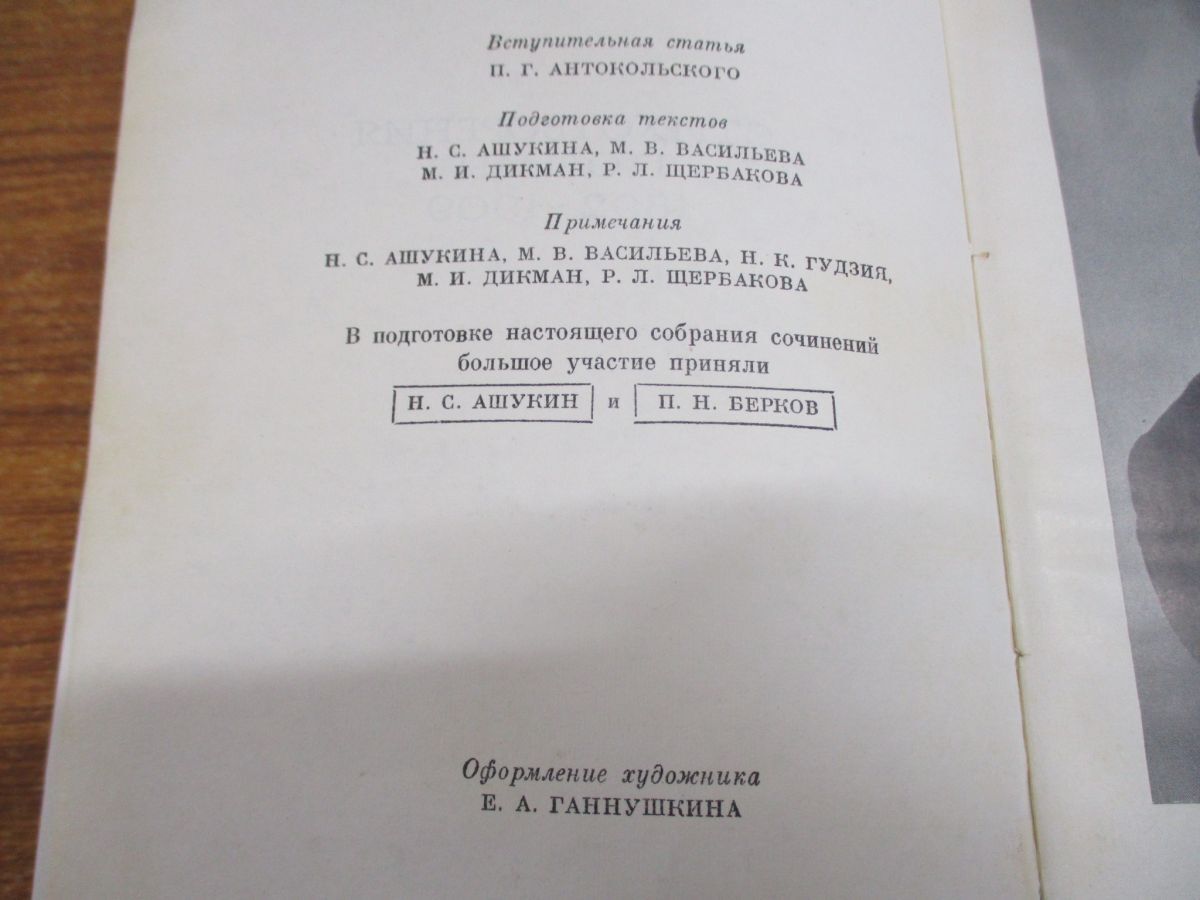 Вступительная статья
П. Г. АНТОКОЛЬСКОГО
Подготовка текстов
Н. С. АШУКИНА, М. В. ВАСИЛЬЕВА
М. И. ДИКМАН, Р. Л. ЩЕРБАКОВА
Примечания
Н. С. АШУКИНА, М. В. ВАСИЛЬЕВА, Н. К. ГУДЗИЯ,
М. И. ДИКМАН, Р. Л. ЩЕРБАКОВА
В подготовке настоящего собрания сочинений
большое участие приняли
Н. С. АШУКИН и П. Н. БЕРКОВ
Оформление художника
Е. А. ГАННУШКИНА